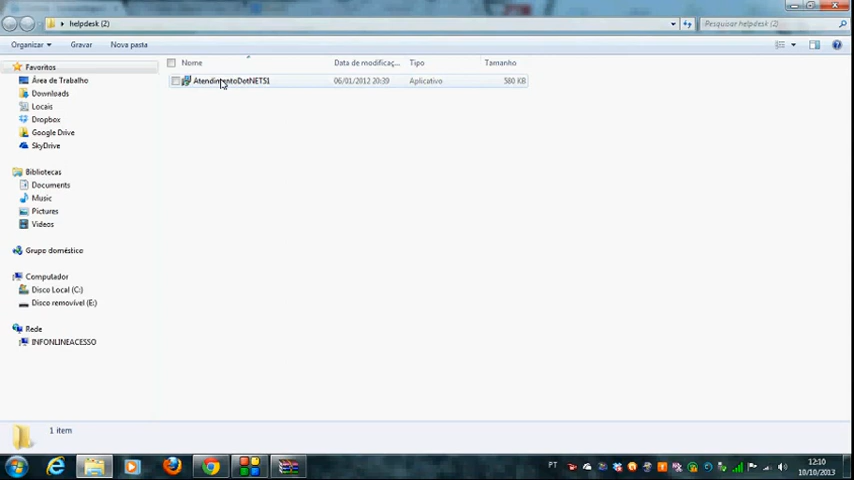 helpdesk (2)
Pesquisar helpdesk (2)
Organizar
Gravar
Nova pasta
Favoritos
Área de Trabalho
Downloads
Locais
Dropbox
Google Drive
SkyDrive
Bibliotecas
Documents
Music
Pictures
Videos
Grupo doméstico
Computador
Disco Local (C:)
Disco removível (E:)
Rede
INFONLINEACESSO
Nome
Data de modificaç...
Tipo
Tamanho
AtendimentoDotNETS1
06/01/2012 20:39
Aplicativo
580 KB
1 item
PT
12:10
10/10/2013